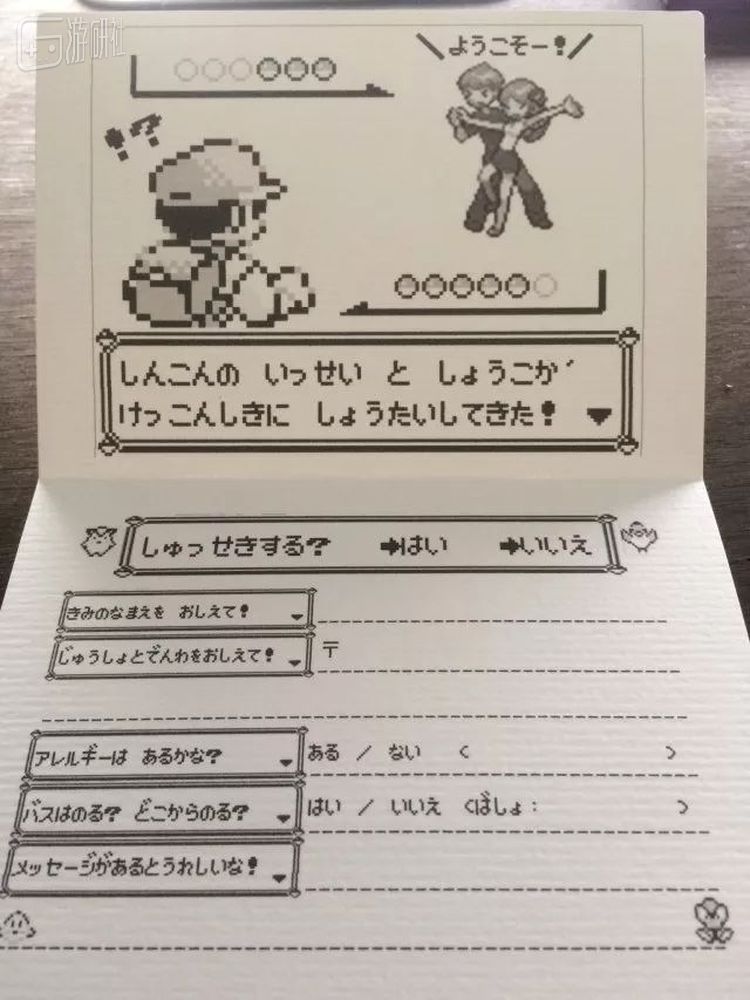 游研社
\ようこそー!/
!?
しんこんの いっせい と しょうこが
けっこんしきに しょうたいしてきた! ▼
しゅっせきする? ➡はい ➡いいえ
きみのなまえを おしえて!
じゅうしょとでんわをおしえて! 〒
アレルギーは あるかな? ある / ない ( )
バスはのる? どこからのる? はい / いいえ (ばしょ: )
メッセージがあるとうれしいな!